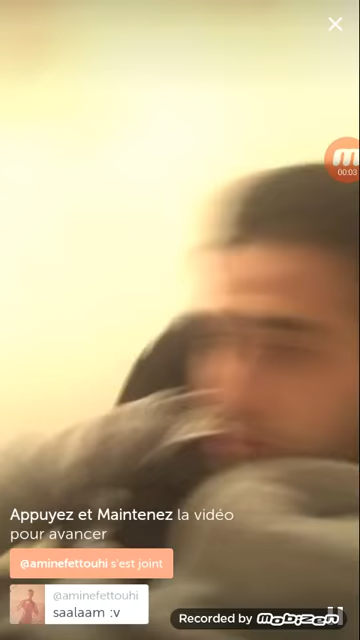 00:03
Appuyez et Maintenez la vidéo
pour avancer
@aminefettouhi s'est joint
@aminefettouhi
saalaam :v
Recorded by Mobizen